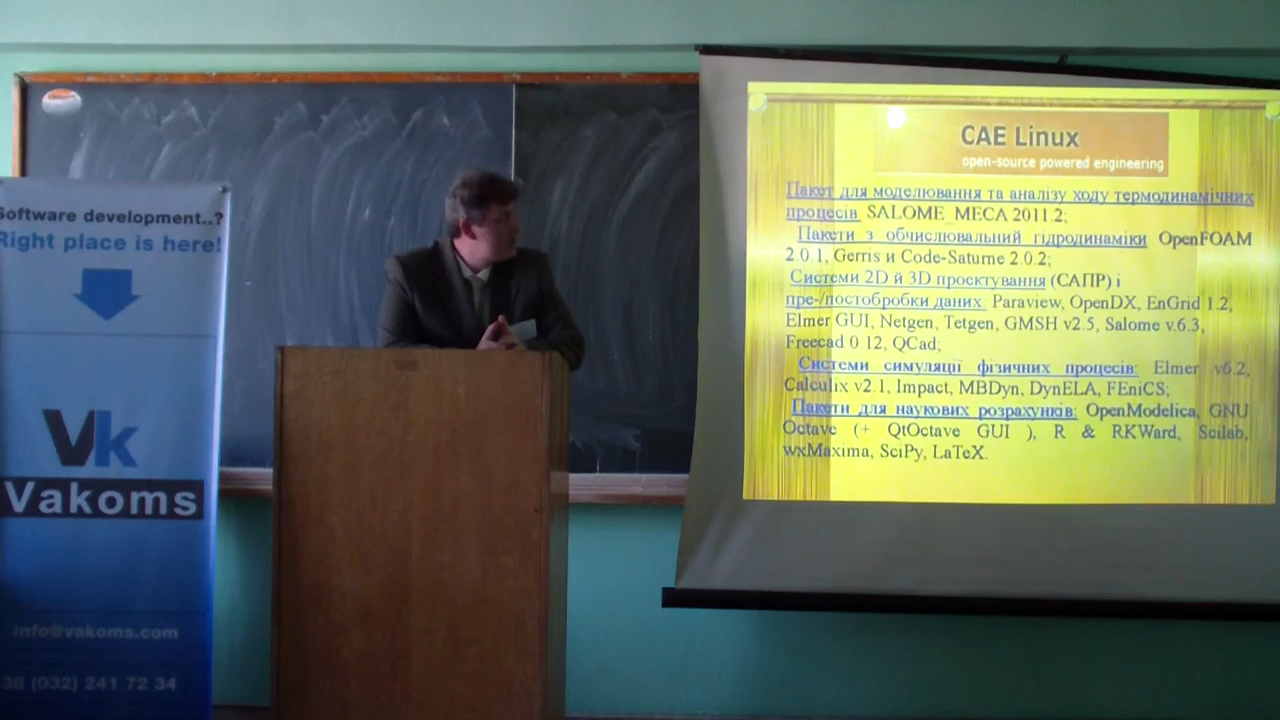 Software development..?
Right place is here!
Vk
Vakoms
info@vakoms.com
38 (032) 241 72 34
CAE Linux
open-source powered engineering
Пакет для моделювання та аналізу ходу термодинамічних
процесів SALOME_MECA 2011.2;
Пакети з обчислювальний гідродинаміки OpenFOAM
2.0.1, Gerris и Code-Saturne 2.0.2;
Системи 2D й 3D проектування (САПР) і
пре-/постобробки даних: Paraview, OpenDX, EnGrid 1.2,
Elmer GUI, Netgen, Tetgen, GMSH v2.5, Salome v.6.3,
Freecad 0.12, QCad;
Системи симуляції фізичних процесів: Elmer v6.2,
Calculix v2.1, Impact, MBDyn, DynELA, FEniCS;
Пакети для наукових розрахунків: OpenModelica, GNU
Octave (+ QtOctave GUI ), R & RKWard, Scilab,
wxMaxima, SciPy, LaTeX.